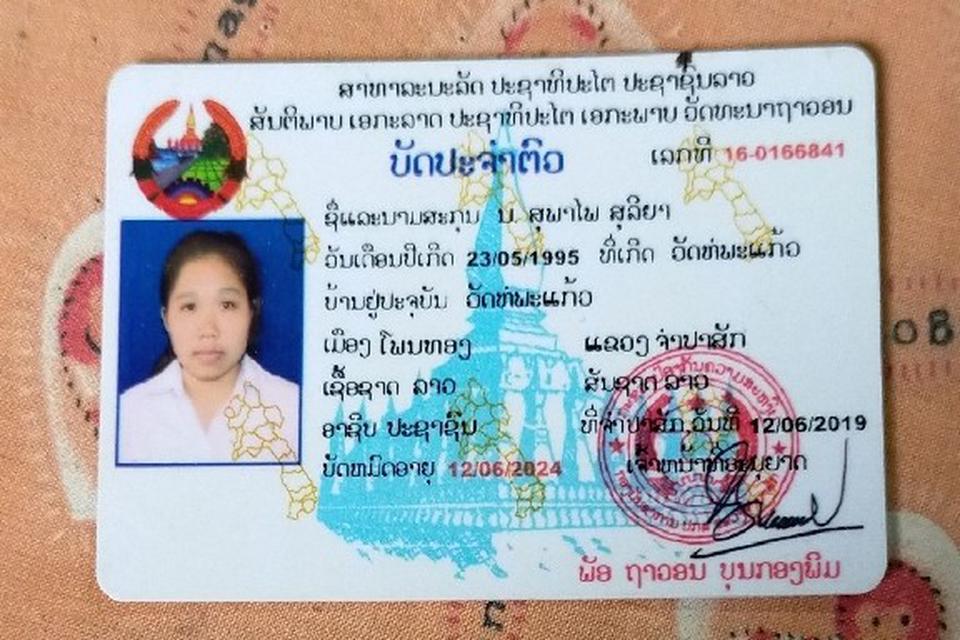 ສາທາລະນະລັດ ປະຊາທິປະໄຕ ປະຊາຊົນລາວ
ສັນຕິພາບ ເອກະລາດ ປະຊາທິປະໄຕ ເອກະພາບ ວັດທະນາຖາວອນ
ບັດປະຈຳຕົວ ເລກທີ 16-0166841
ຊື່ແລະນາມສະກຸນ ນ. ສຸພາໄພ ສຸລິຍາ
ວັນເດືອນປີເກີດ 23/05/1995 ທີ່ເກີດ ວັດທ່ພະແກ້ວ
ບ້ານຢູ່ປະຈຸບັນ ວັດທ່ພະແກ້ວ
ເມືອງ ໂພນທອງ ແຂວງ ຈຳປາສັກ
ເຊື້ອຊາດ ລາວ ສັນຊາດ ລາວ
ອາຊີບ ປະຊາຊົນ ທີ່ຈຳປາສັກ,ວັນທີ 12/06/2019
ບັດຫມົດອາຍຸ 12/06/2024 ເຈົ້າຫນ້າທີ່ອະນຸຍາດ
ພັອ ຖາວອນ ບຸນກອງພິມ